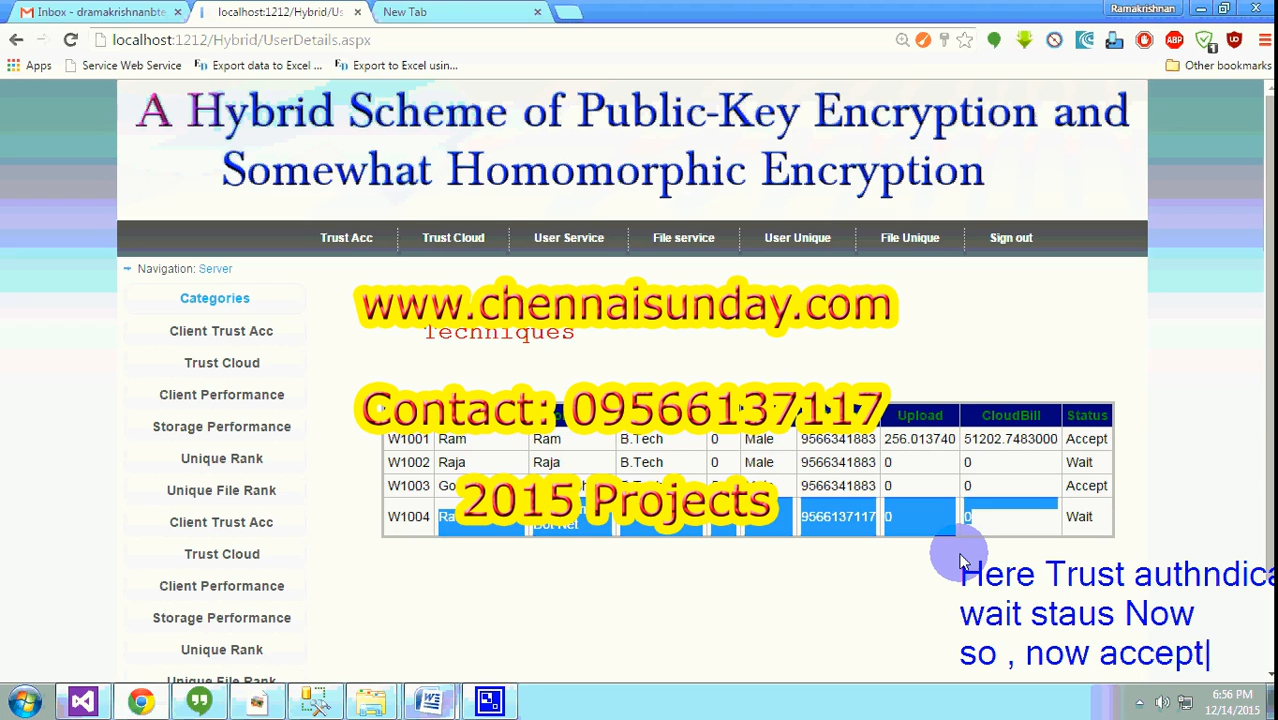 Inbox - dramakrishnanbte
localhost:1212/Hybrid/Us
New Tab
Ramakrishnan
localhost:1212/Hybrid/UserDetails.aspx
Apps
Service Web Service
Export data to Excel ...
Export to Excel usin...
Other bookmarks
A Hybrid Scheme of Public-Key Encryption and
Somewhat Homomorphic Encryption
Trust Acc Trust Cloud User Service File service User Unique File Unique Sign out
Navigation: Server
Categories
Client Trust Acc
Trust Cloud
Client Performance
Storage Performance
Unique Rank
Unique File Rank
Client Trust Acc
Trust Cloud
Client Performance
Storage Performance
Unique Rank
Unique File Rank
www.chennaisunday.com
Techniques
Contact: 09566137117
2015 Projects
Upload CloudBill Status
W1001 Ram Ram B.Tech 0 Male 9566341883 256.013740 51202.7483000 Accept
W1002 Raja Raja B.Tech 0 Male 9566341883 0 0 Wait
W1003 9566341883 0 0 Accept
W1004 9566137117 0 0 Wait
Here Trust authndica
wait staus Now
so , now accept
ABP
1
6:56 PM
12/14/2015